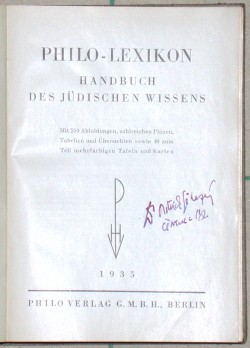 PHILO-LEXIKON
HANDBUCH
DES JÜDISCHEN WISSENS
Mit 250 Abbildungen, zahlreichen Plänen,
Tabellen und Übersichten sowie 40 zum
Teil mehrfarbigen Tafeln und Karten
1935
PHILO VERLAG G.M.B.H., BERLIN